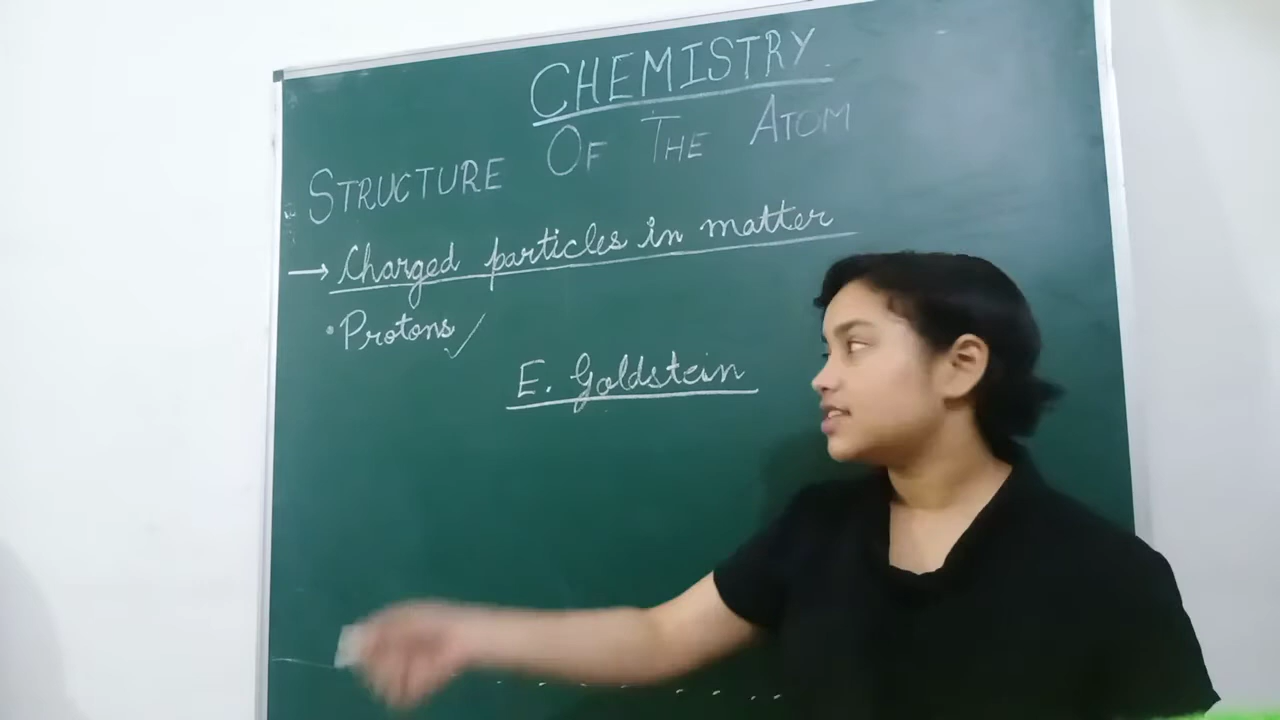 CHEMISTRY
STRUCTURE OF THE ATOM
→ Charged particles in matter
• Protons ✓
E. Goldstein